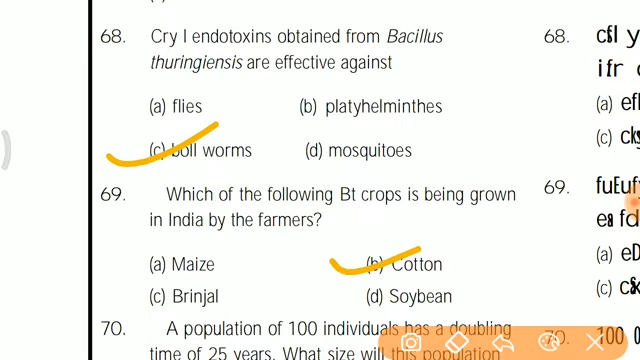 68. Cry I endotoxins obtained from Bacillus
thuringiensis are effective against
(a) flies (b) platyhelminthes
(c) boll worms (d) mosquitoes
69. Which of the following Bt crops is being grown
in India by the farmers?
(a) Maize (b) Cotton
(c) Brinjal (d) Soybean
70. A population of 100 individuals has a doubling
time of 25 years. What size will this population
68.
(a)
(c)
69.
(a)
(c)
70. 100